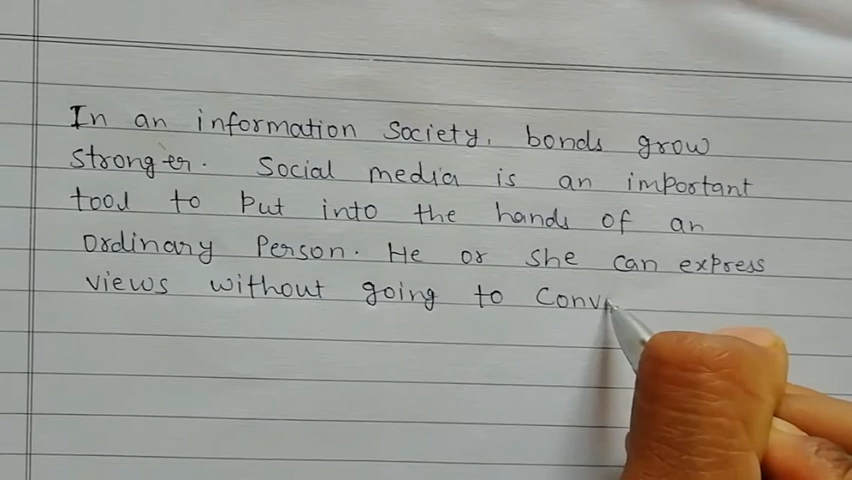 In an information society, bonds grow
stronger. Social media is an important
tool to put into the hands of an
ordinary person. He or she can express
views without going to conv